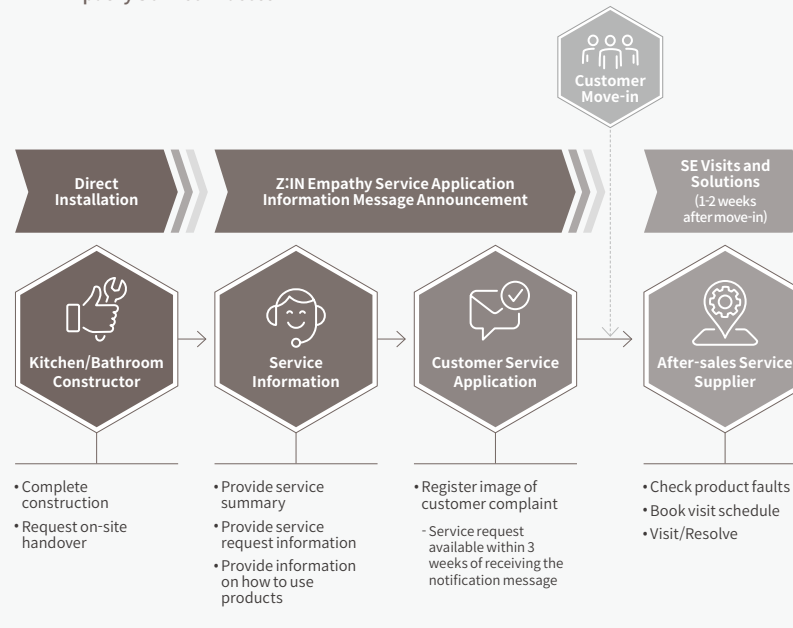 Customer
Move-in
Direct
Installation
Z:IN Empathy Service Application
Information Message Announcement
SE Visits and
Solutions
(1-2 weeks
after move-in)
Kitchen/Bathroom
Constructor
Service
Information
Customer Service
Application
After-sales Service
Supplier
• Complete
construction
• Request on-site
handover
• Provide service
summary
• Provide service
request information
• Provide information
on how to use
products
• Register image of
customer complaint
- Service request
available within 3
weeks of receiving the
notification message
• Check product faults
• Book visit schedule
• Visit/Resolve